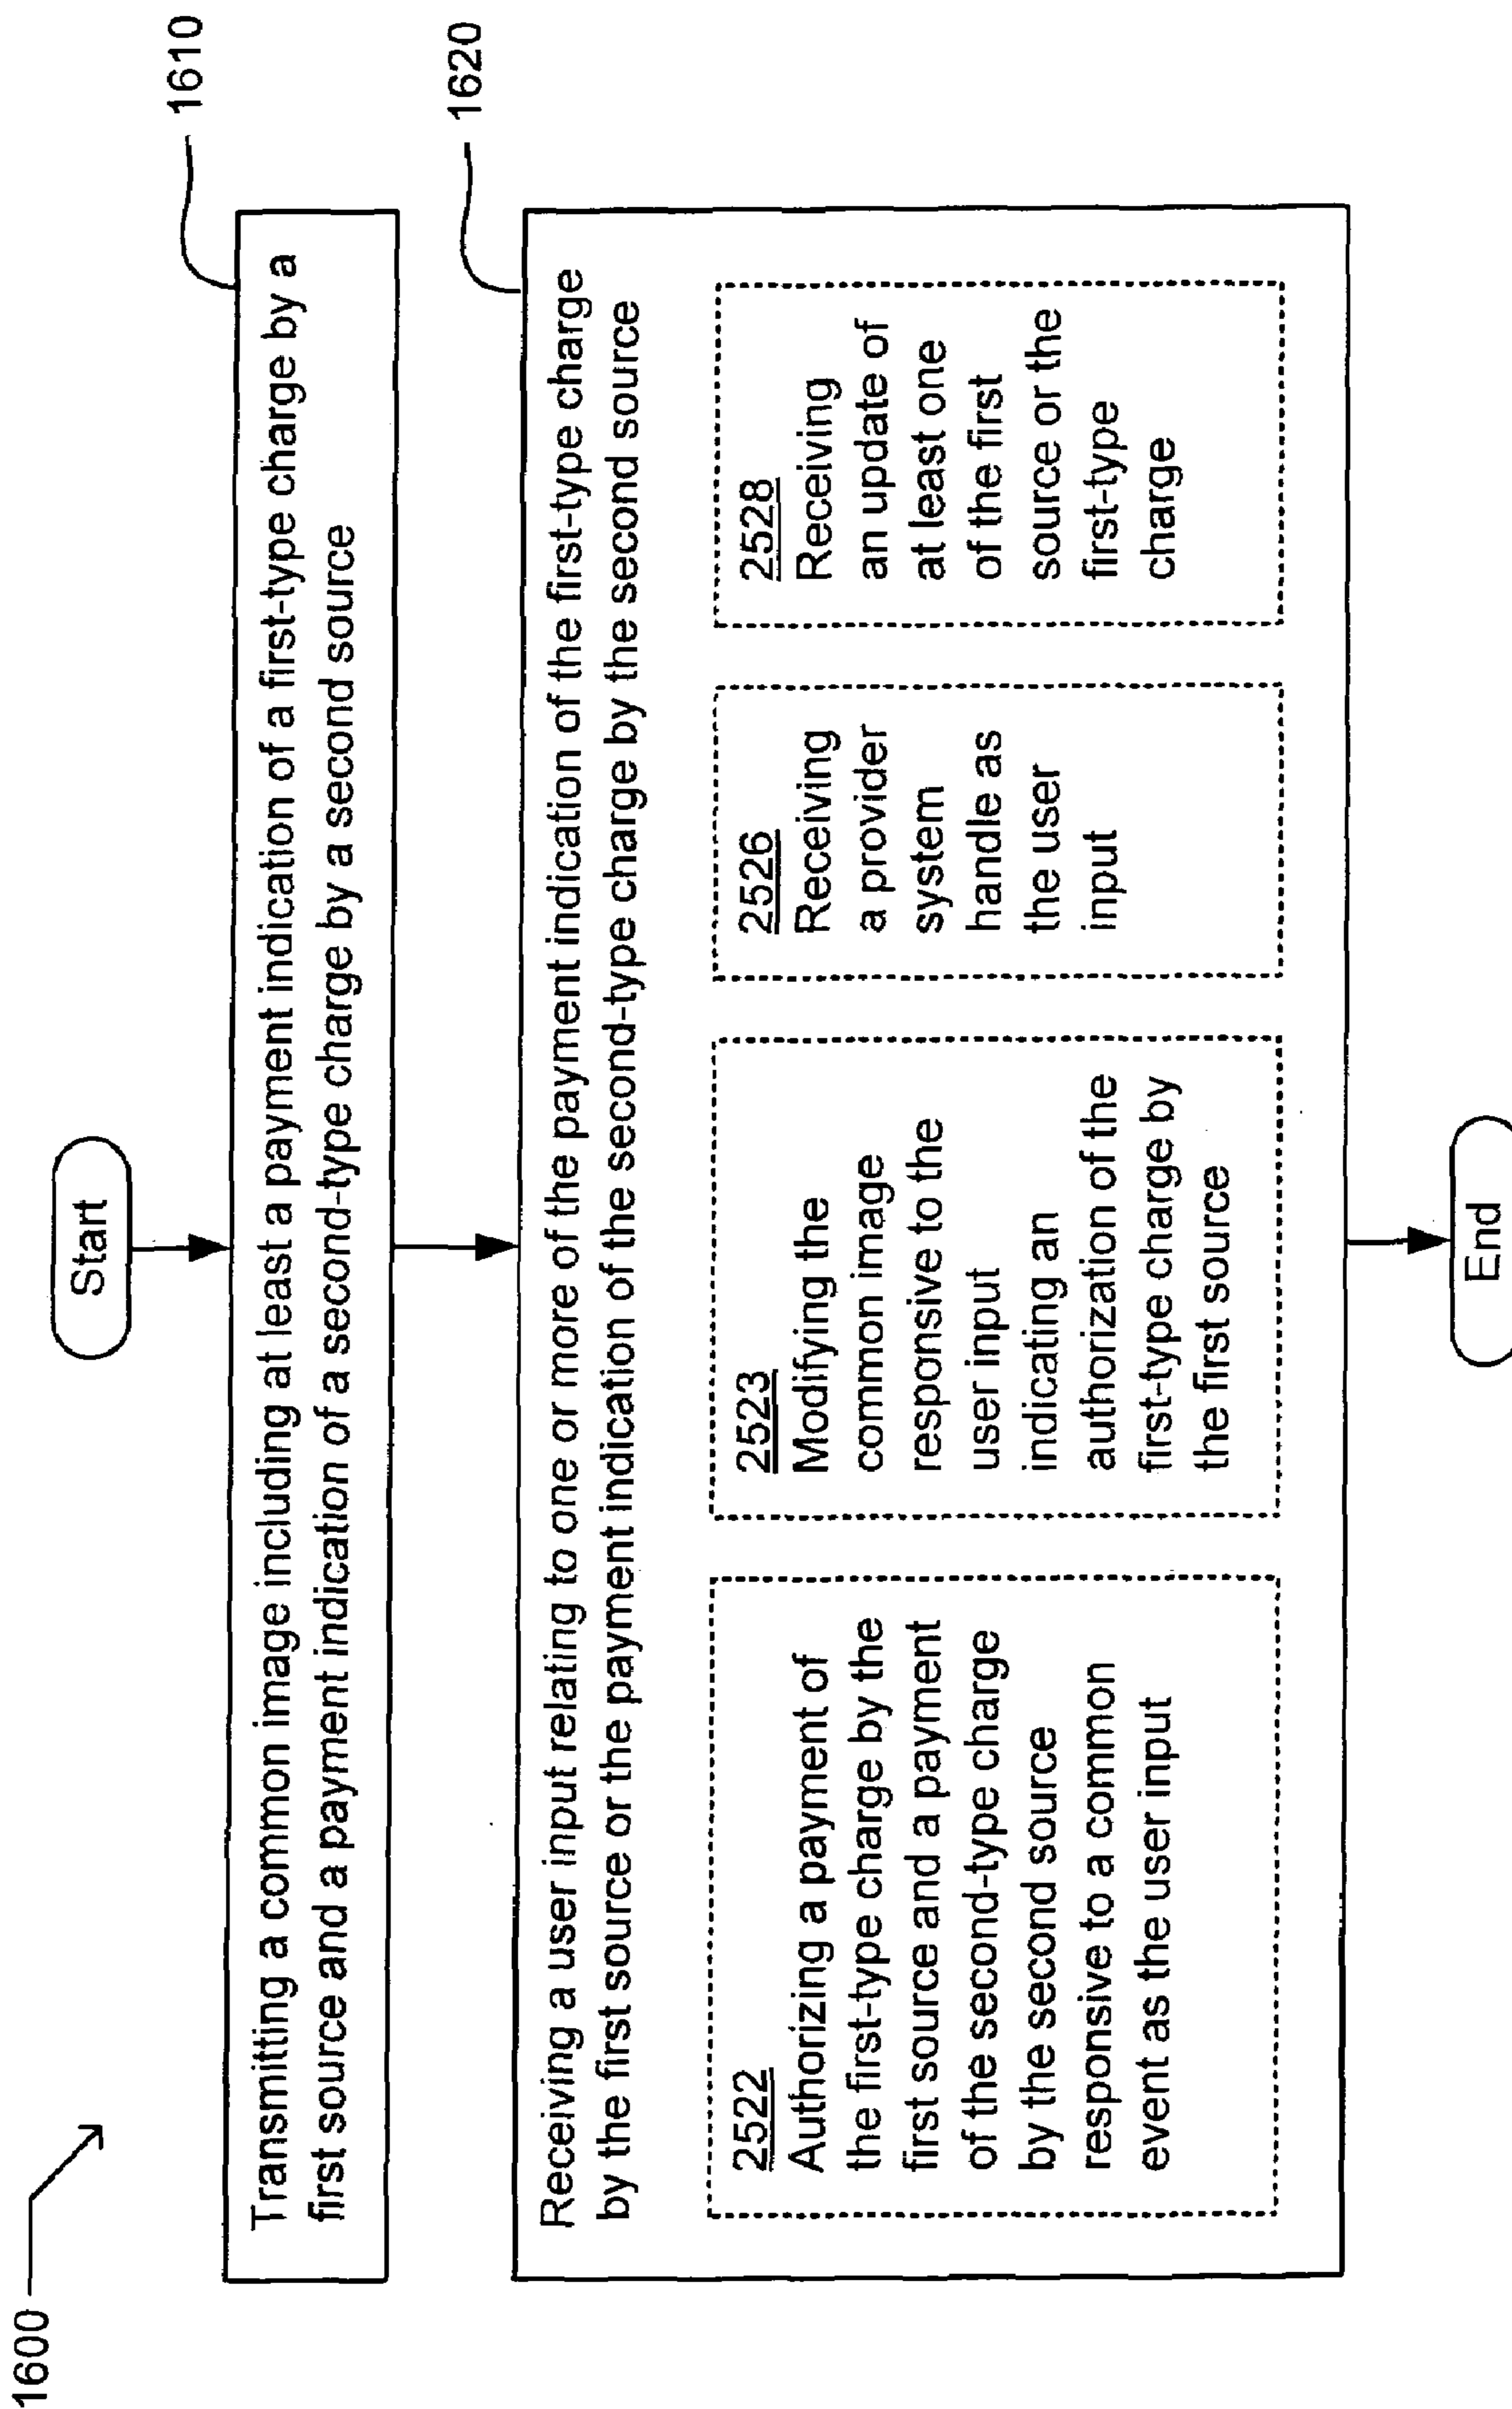 1600
Start
1610
Transmitting a common image including at least a payment indication of a first-type charge by a
first source and a payment indication of a second-type charge by a second source
1620
Receiving a user input relating to one or more of the payment indication of the first-type charge
by the first source or the payment indication of the second-type charge by the second source
2522
Authorizing a payment of
the first-type charge by the
first source and a payment
of the second-type charge
by the second source
responsive to a common
event as the user input
2523
Modifying the
common image
responsive to the
user input
indicating an
authorization of the
first-type charge by
the first source
2526
Receiving
a provider
system
handle as
the user
input
2528
Receiving
an update of
at least one
of the first
source or the
first-type
charge
End